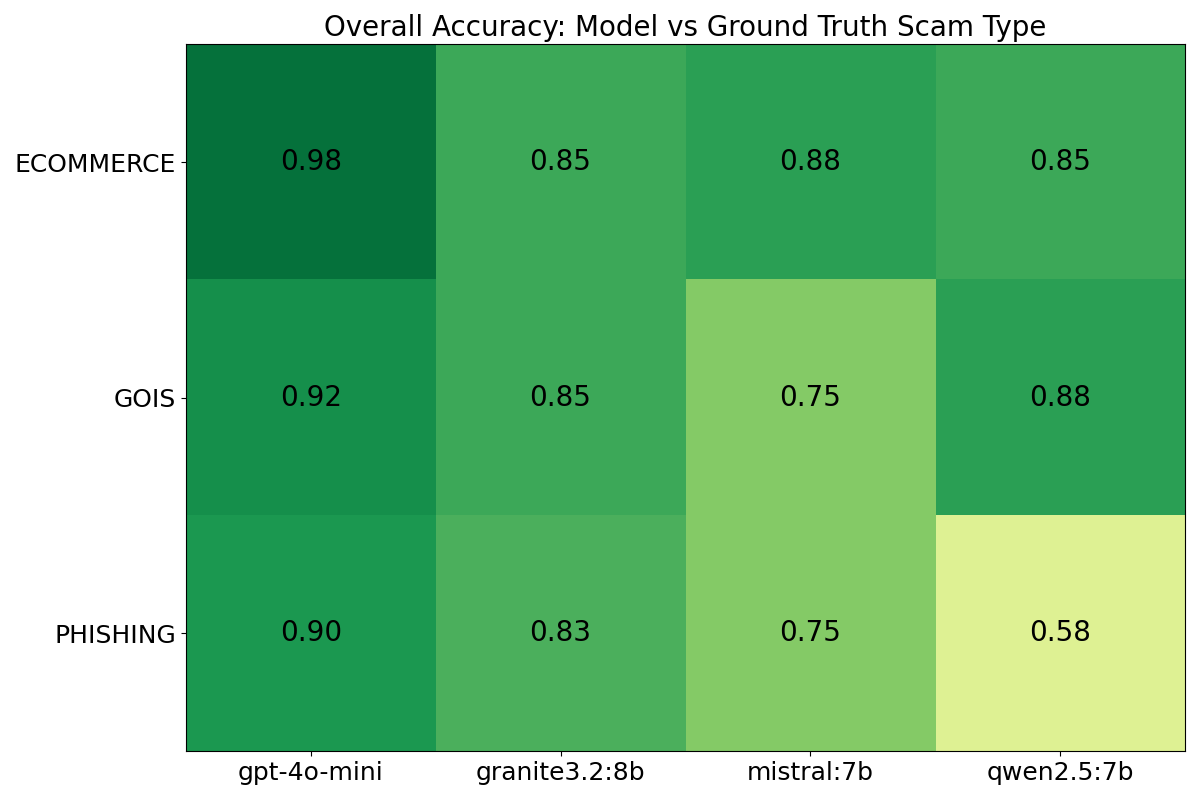 Overall Accuracy: Model vs Ground Truth Scam Type
ECOMMERCE 0.98 0.85 0.88 0.85
GOIS 0.92 0.85 0.75 0.88
PHISHING 0.90 0.83 0.75 0.58
gpt-4o-mini granite3.2:8b mistral:7b qwen2.5:7b